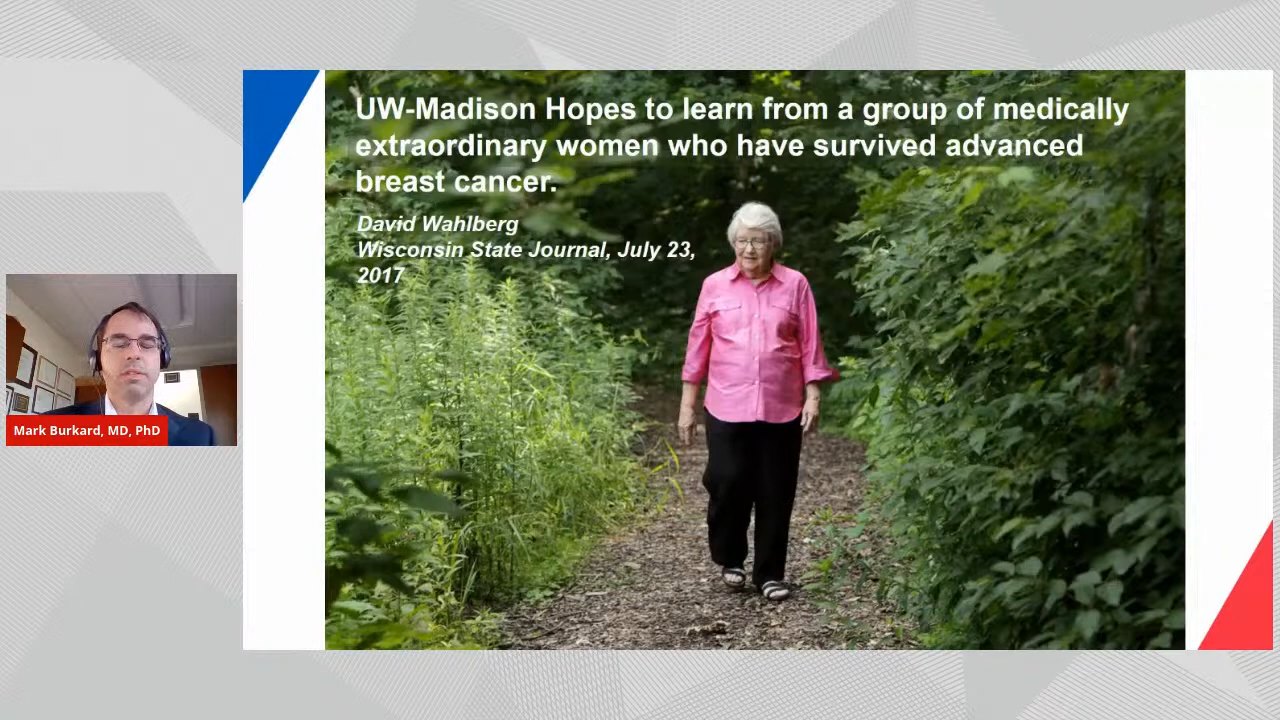 UW-Madison Hopes to learn from a group of medically
extraordinary women who have survived advanced
breast cancer.
David Wahlberg
Wisconsin State Journal, July 23,
2017
Mark Burkard, MD, PhD